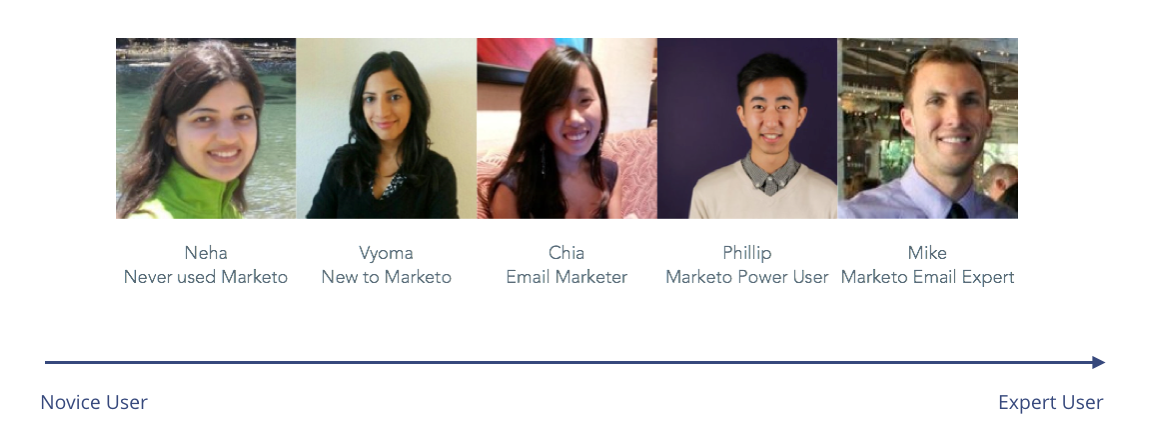 Neha
Never used Marketo
Vyoma
New to Marketo
Chia
Email Marketer
Phillip
Marketo Power User
Mike
Marketo Email Expert
Novice User
Expert User